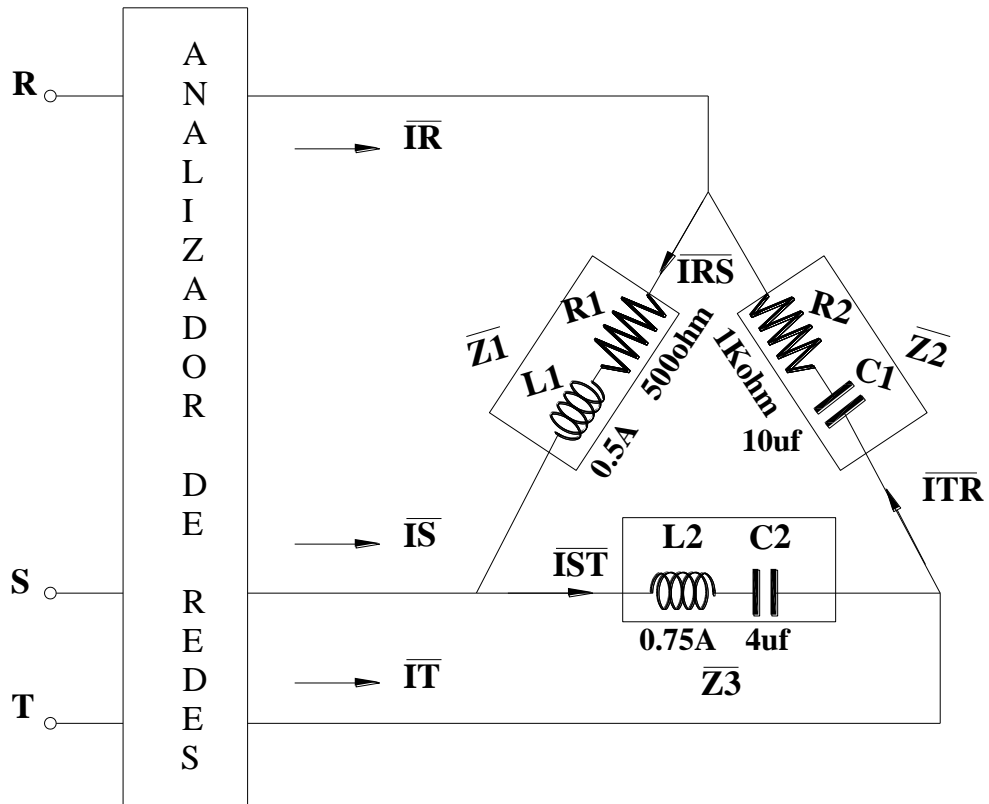 R
S
T
ANALIZADOR DE REDES
IR
IS
IT
IRS
Z1
R1
L1
500ohm
0.5A
R2
C1
Z2
1Kohm
10uf
ITR
IST
L2
C2
0.75A
4uf
Z3